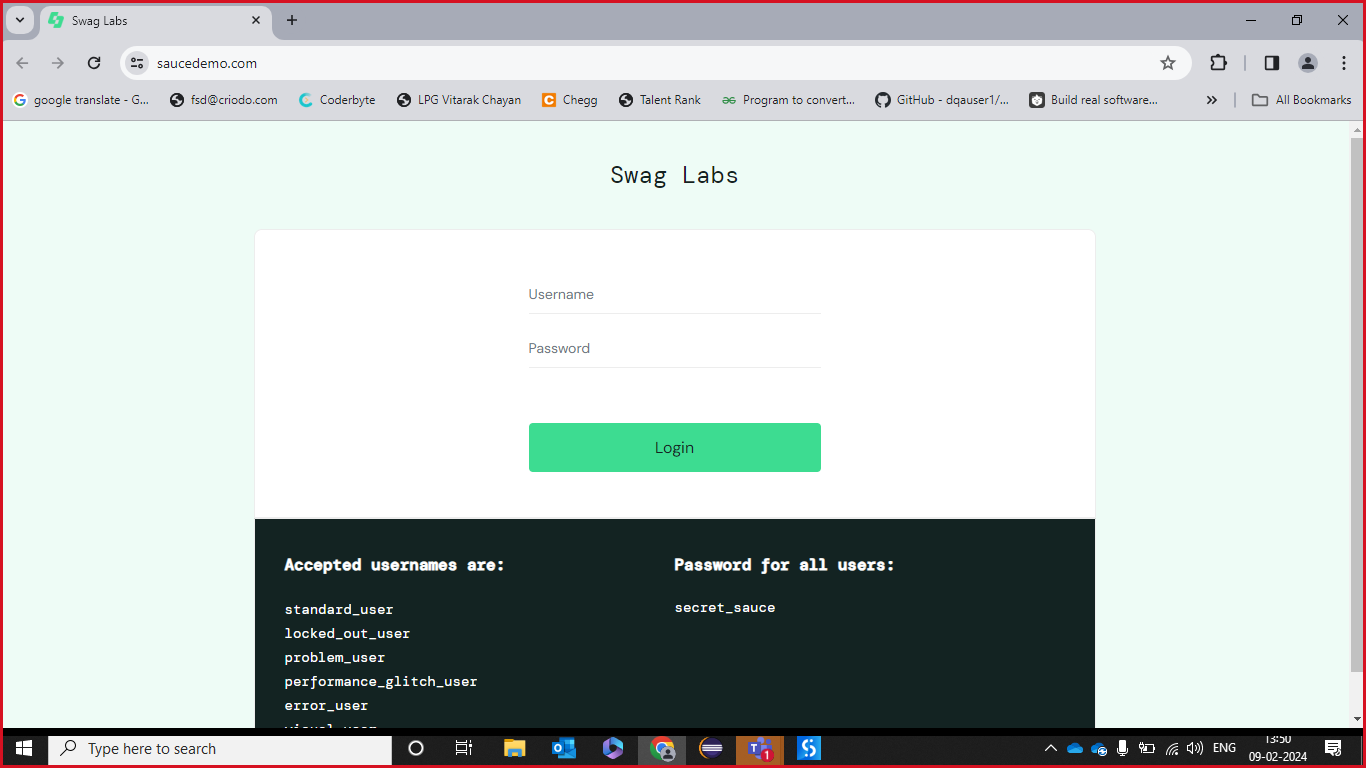 Swag Labs
saucedemo.com
google translate - G...
fsd@criodo.com
Coderbyte
LPG Vitarak Chayan
Chegg
Talent Rank
Program to convert...
GitHub - dqauser1/...
Build real software...
All Bookmarks
Swag Labs
Username
Password
Login
Accepted usernames are:
standard_user
locked_out_user
problem_user
performance_glitch_user
error_user
visual_user
Password for all users:
secret_sauce
Type here to search
1
ENG
13:50
09-02-2024